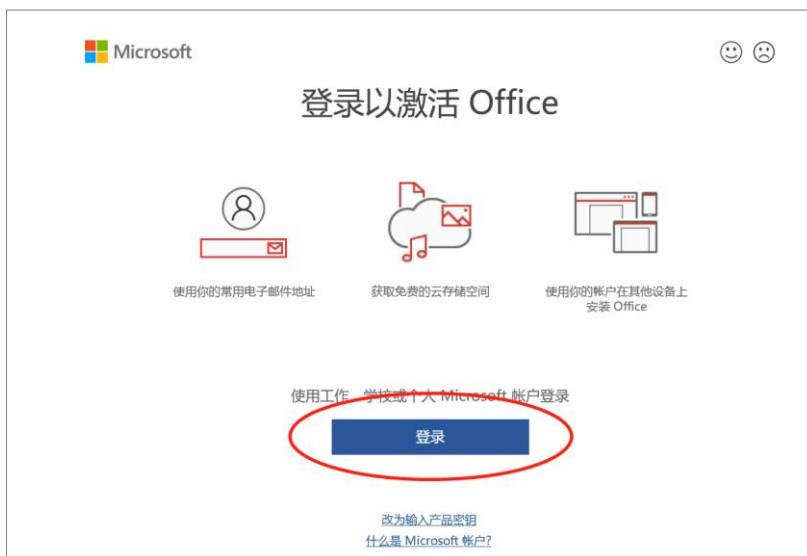 Microsoft
登录以激活 Office
使用你的常用电子邮件地址
获取免费的云存储空间
使用你的帐户在其他设备上
安装 Office
使用工作、学校或个人 Microsoft 帐户登录
登录
改为输入产品密钥
什么是 Microsoft 帐户?